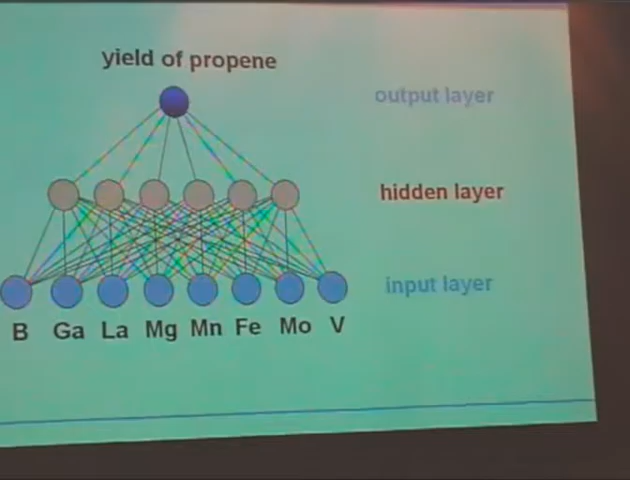 yield of propene
output layer
hidden layer
input layer
B Ga La Mg Mn Fe Mo V